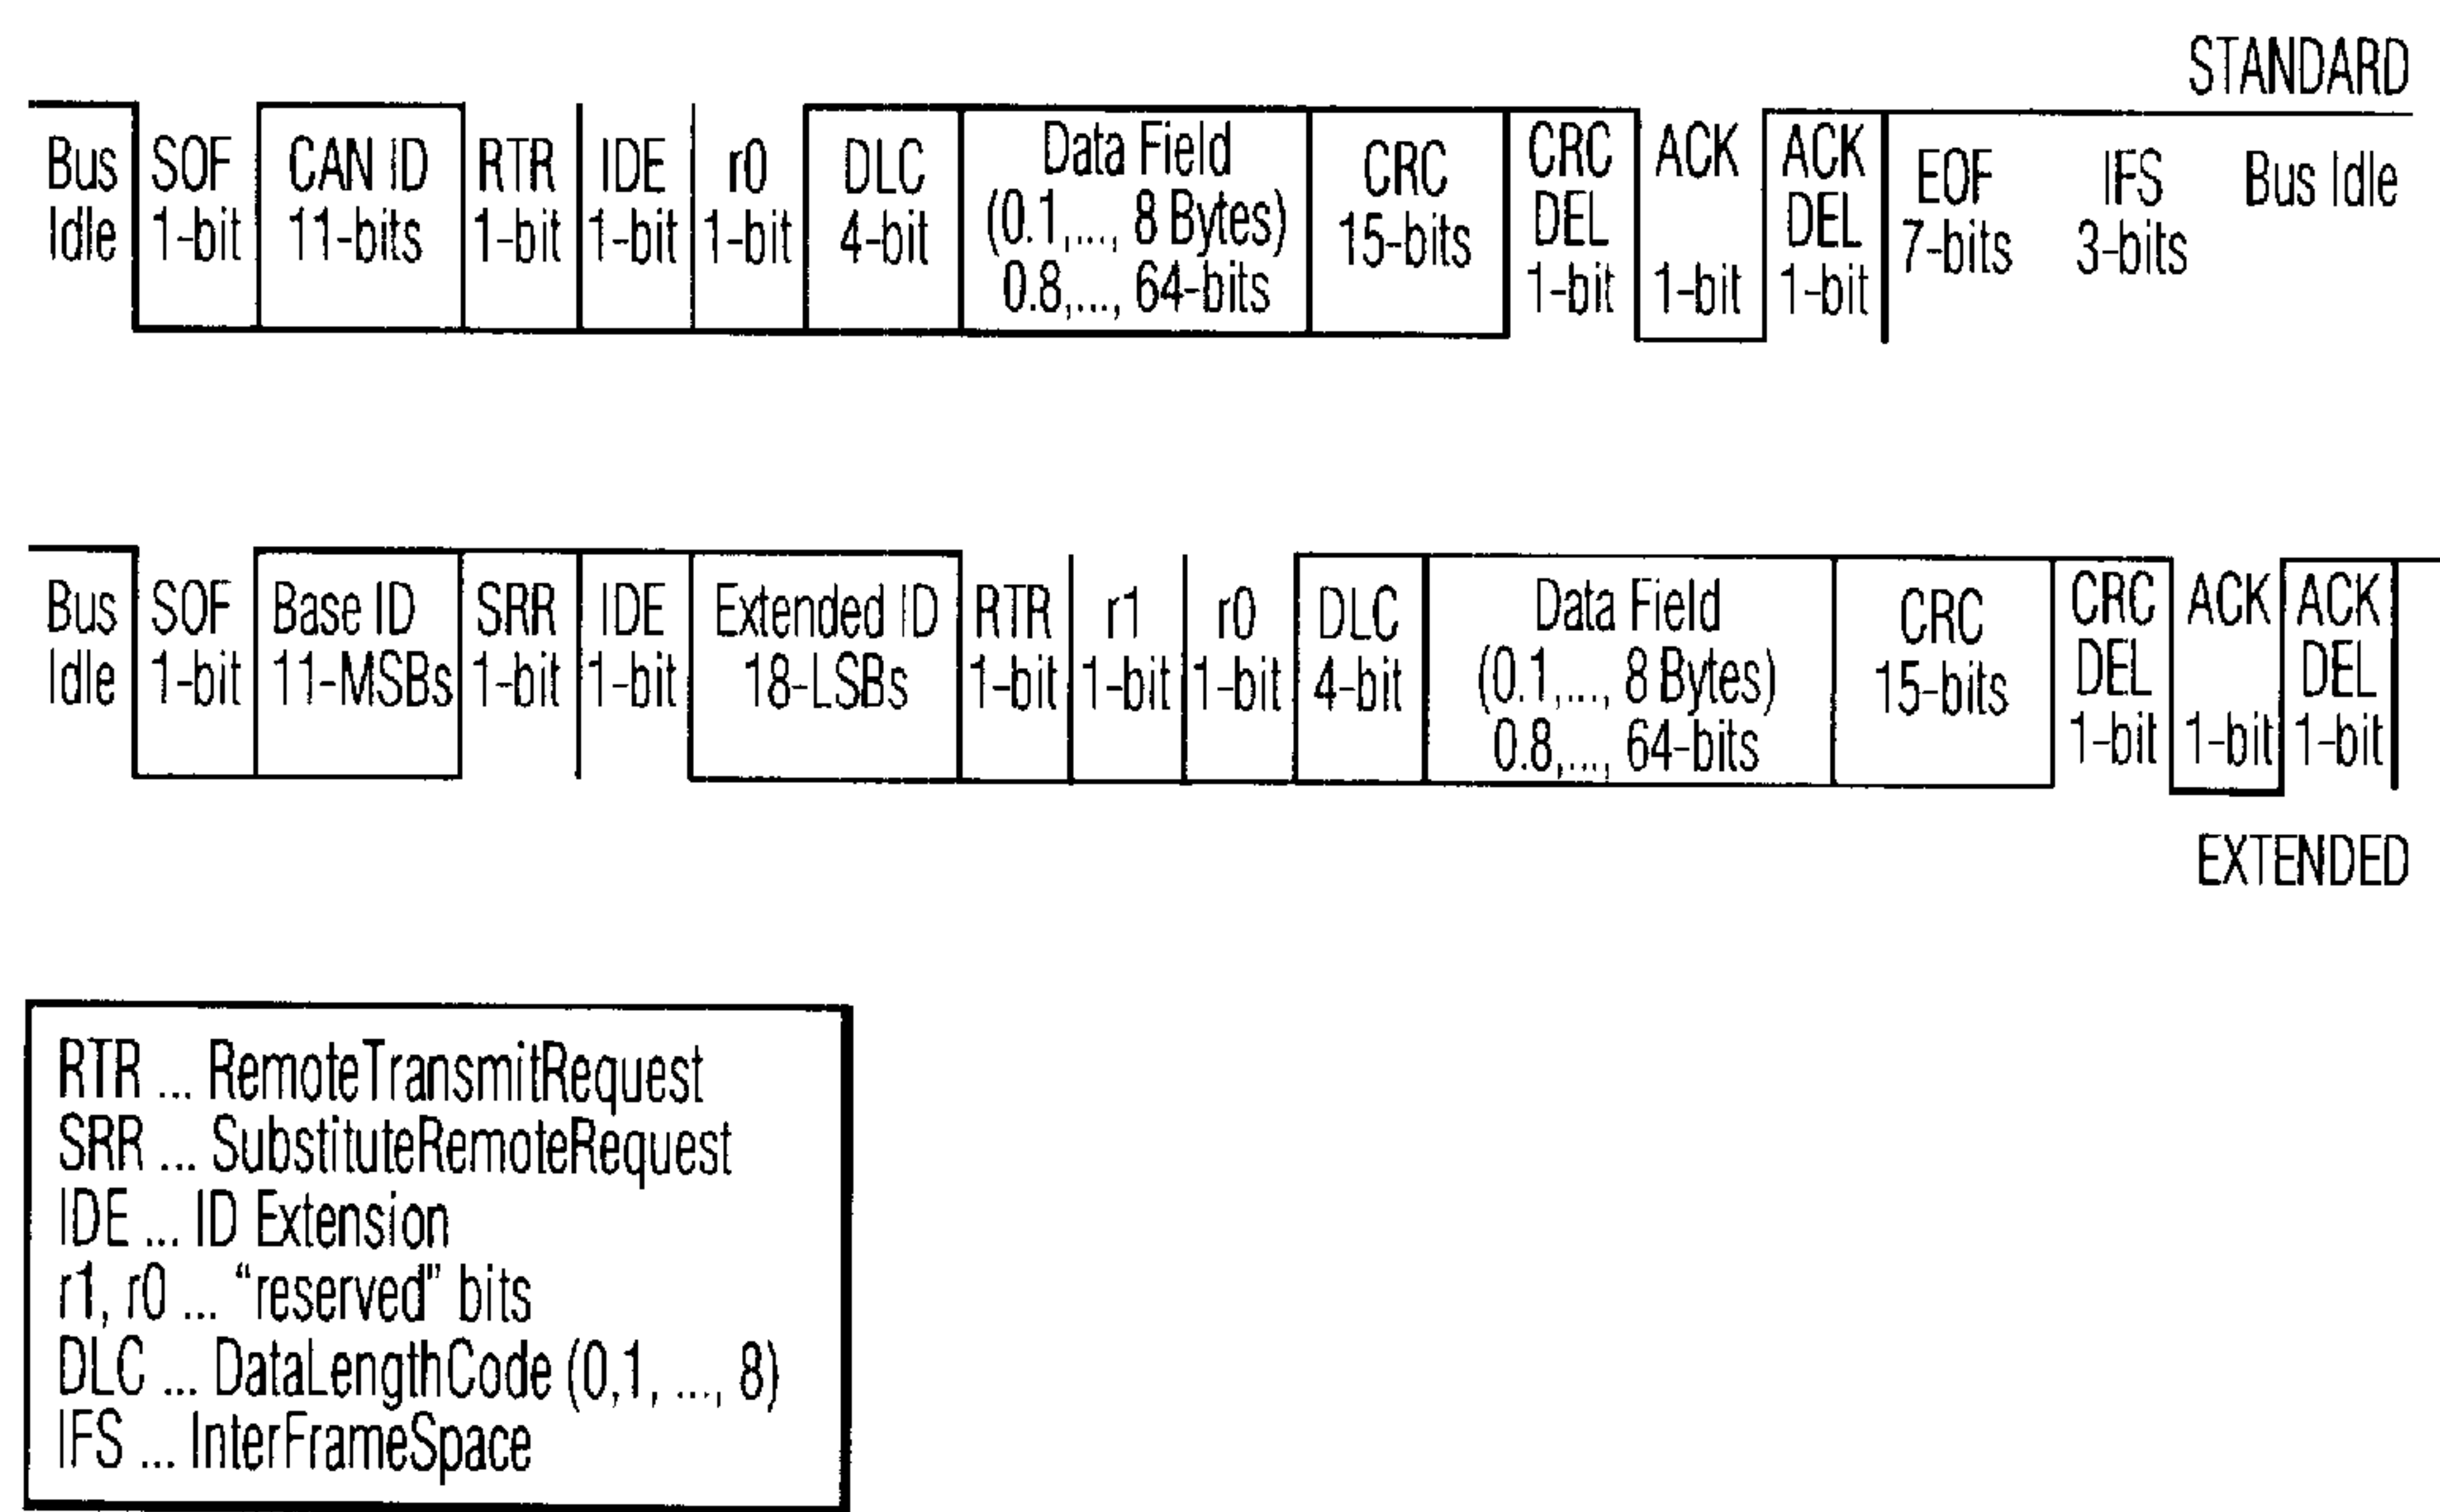 STANDARD
Bus Idle
SOF 1-bit
CAN ID 11-bits
RTR 1-bit
IDE 1-bit
r0 1-bit
DLC 4-bit
Data Field
(0.1,..., 8 Bytes)
0.8,..., 64-bits
CRC 15-bits
CRC DEL 1-bit
ACK 1-bit
ACK DEL 1-bit
EOF 7-bits
IFS 3-bits
Bus Idle
Bus Idle
SOF 1-bit
Base ID 11-MSBs
SRR 1-bit
IDE 1-bit
Extended ID 18-LSBs
RTR 1-bit
r1 1-bit
r0 1-bit
DLC 4-bit
Data Field
(0.1,..., 8 Bytes)
0.8,..., 64-bits
CRC 15-bits
CRC DEL 1-bit
ACK 1-bit
ACK DEL 1-bit
EXTENDED
RTR ... RemoteTransmitRequest
SRR ... SubstituteRemoteRequest
IDE ... ID Extension
r1, r0 ... “reserved” bits
DLC ... DataLengthCode (0,1, ..., 8)
IFS ... InterFrameSpace